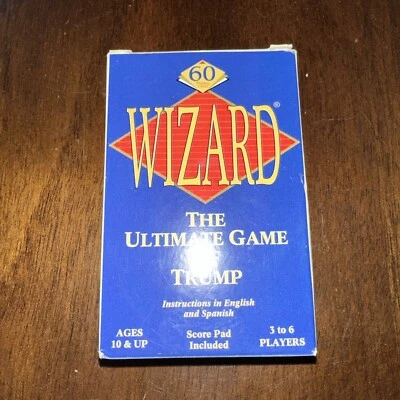 60
WIZARD®
THE
ULTIMATE GAME
TRUMP
Instructions in English
and Spanish
AGES
10 & UP
Score Pad
Included
3 to 6
PLAYERS